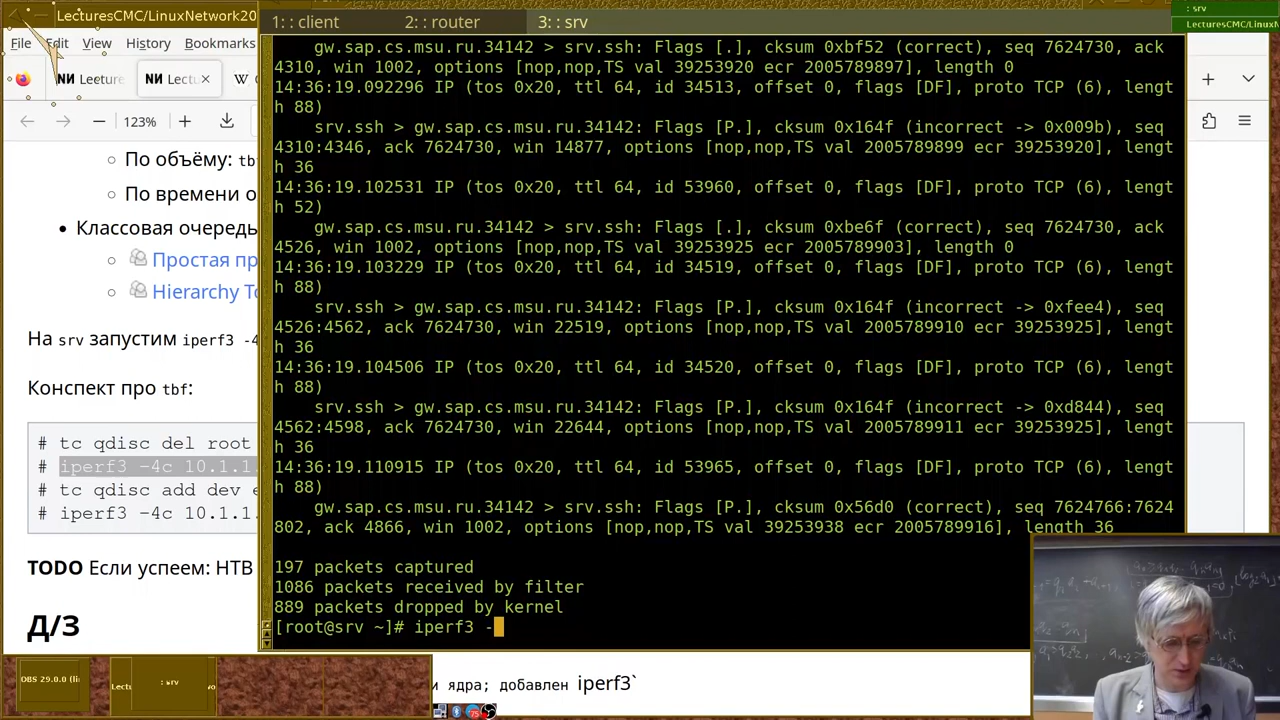 LecturesCMC/LinuxNetwork20
1: : client
2: : router
3: : srv
: srv
LecturesCMC/LinuxN
File Edit View History Bookmarks
Lecture
Lectu ×
W
123%
По объёму: tbf
По времени о
Классовая очередь
Простая пр
Hierarchy T
На srv запустим iperf3 -4
Конспект про tbf:
# tc qdisc del root
# iperf3 -4c 10.1.1.
# tc qdisc add dev e
# iperf3 -4c 10.1.1.
TODO Если успеем: HTB
Д/З
gw.sap.cs.msu.ru.34142 > srv.ssh: Flags [.], cksum 0xbf52 (correct), seq 7624730, ack
4310, win 1002, options [nop,nop,TS val 39253920 ecr 2005789897], length 0
14:36:19.092296 IP (tos 0x20, ttl 64, id 34513, offset 0, flags [DF], proto TCP (6), lengt
h 88)
srv.ssh > gw.sap.cs.msu.ru.34142: Flags [P.], cksum 0x164f (incorrect -> 0x009b), seq
4310:4346, ack 7624730, win 14877, options [nop,nop,TS val 2005789899 ecr 39253920], lengt
h 36
14:36:19.102531 IP (tos 0x20, ttl 64, id 53960, offset 0, flags [DF], proto TCP (6), lengt
h 52)
gw.sap.cs.msu.ru.34142 > srv.ssh: Flags [.], cksum 0xbe6f (correct), seq 7624730, ack
4526, win 1002, options [nop,nop,TS val 39253925 ecr 2005789903], length 0
14:36:19.103229 IP (tos 0x20, ttl 64, id 34519, offset 0, flags [DF], proto TCP (6), lengt
h 88)
srv.ssh > gw.sap.cs.msu.ru.34142: Flags [P.], cksum 0x164f (incorrect -> 0xfee4), seq
4526:4562, ack 7624730, win 22519, options [nop,nop,TS val 2005789910 ecr 39253925], lengt
h 36
14:36:19.104506 IP (tos 0x20, ttl 64, id 34520, offset 0, flags [DF], proto TCP (6), lengt
h 88)
srv.ssh > gw.sap.cs.msu.ru.34142: Flags [P.], cksum 0x164f (incorrect -> 0xd844), seq
4562:4598, ack 7624730, win 22644, options [nop,nop,TS val 2005789911 ecr 39253925], lengt
h 36
14:36:19.110915 IP (tos 0x20, ttl 64, id 53965, offset 0, flags [DF], proto TCP (6), lengt
h 88)
gw.sap.cs.msu.ru.34142 > srv.ssh: Flags [P.], cksum 0x56d0 (correct), seq 7624766:7624
802, ack 4866, win 1002, options [nop,nop,TS val 39253938 ecr 2005789916], length 36
197 packets captured
1086 packets received by filter
889 packets dropped by kernel
[root@srv ~]# iperf3 -
и ядра; добавлен iperf3`
OBS 29.0.0 (lir
Lectu
: srv
75